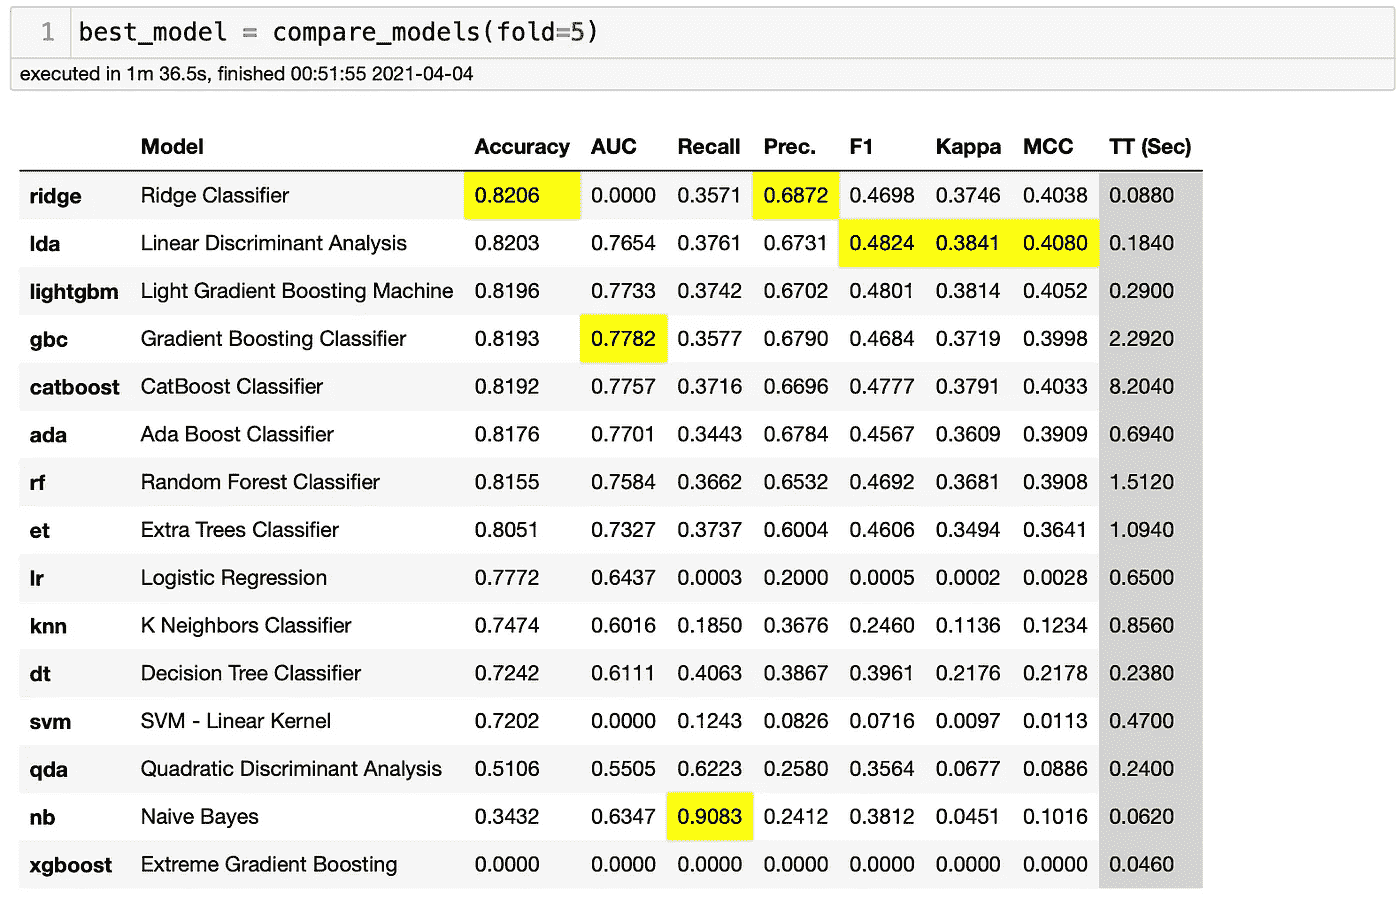 1 best_model = compare_models(fold=5)
executed in 1m 36.5s, finished 00:51:55 2021-04-04
Model Accuracy AUC Recall Prec. F1 Kappa MCC TT (Sec)
ridge Ridge Classifier 0.8206 0.0000 0.3571 0.6872 0.4698 0.3746 0.4038 0.0880
lda Linear Discriminant Analysis 0.8203 0.7654 0.3761 0.6731 0.4824 0.3841 0.4080 0.1840
lightgbm Light Gradient Boosting Machine 0.8196 0.7733 0.3742 0.6702 0.4801 0.3814 0.4052 0.2900
gbc Gradient Boosting Classifier 0.8193 0.7782 0.3577 0.6790 0.4684 0.3719 0.3998 2.2920
catboost CatBoost Classifier 0.8192 0.7757 0.3716 0.6696 0.4777 0.3791 0.4033 8.2040
ada Ada Boost Classifier 0.8176 0.7701 0.3443 0.6784 0.4567 0.3609 0.3909 0.6940
rf Random Forest Classifier 0.8155 0.7584 0.3662 0.6532 0.4692 0.3681 0.3908 1.5120
et Extra Trees Classifier 0.8051 0.7327 0.3737 0.6004 0.4606 0.3494 0.3641 1.0940
lr Logistic Regression 0.7772 0.6437 0.0003 0.2000 0.0005 0.0002 0.0028 0.6500
knn K Neighbors Classifier 0.7474 0.6016 0.1850 0.3676 0.2460 0.1136 0.1234 0.8560
dt Decision Tree Classifier 0.7242 0.6111 0.4063 0.3867 0.3961 0.2176 0.2178 0.2380
svm SVM - Linear Kernel 0.7202 0.0000 0.1243 0.0826 0.0716 0.0097 0.0113 0.4700
qda Quadratic Discriminant Analysis 0.5106 0.5505 0.6223 0.2580 0.3564 0.0677 0.0886 0.2400
nb Naive Bayes 0.3432 0.6347 0.9083 0.2412 0.3812 0.0451 0.1016 0.0620
xgboost Extreme Gradient Boosting 0.0000 0.0000 0.0000 0.0000 0.0000 0.0000 0.0000 0.0460